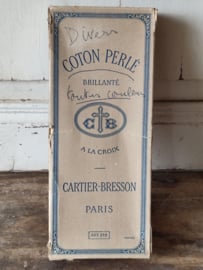 Divers
COTON PERLÉ
BRILLANTÉ
toutes couleurs
C B
A LA CROIX
CARTIER-BRESSON
PARIS